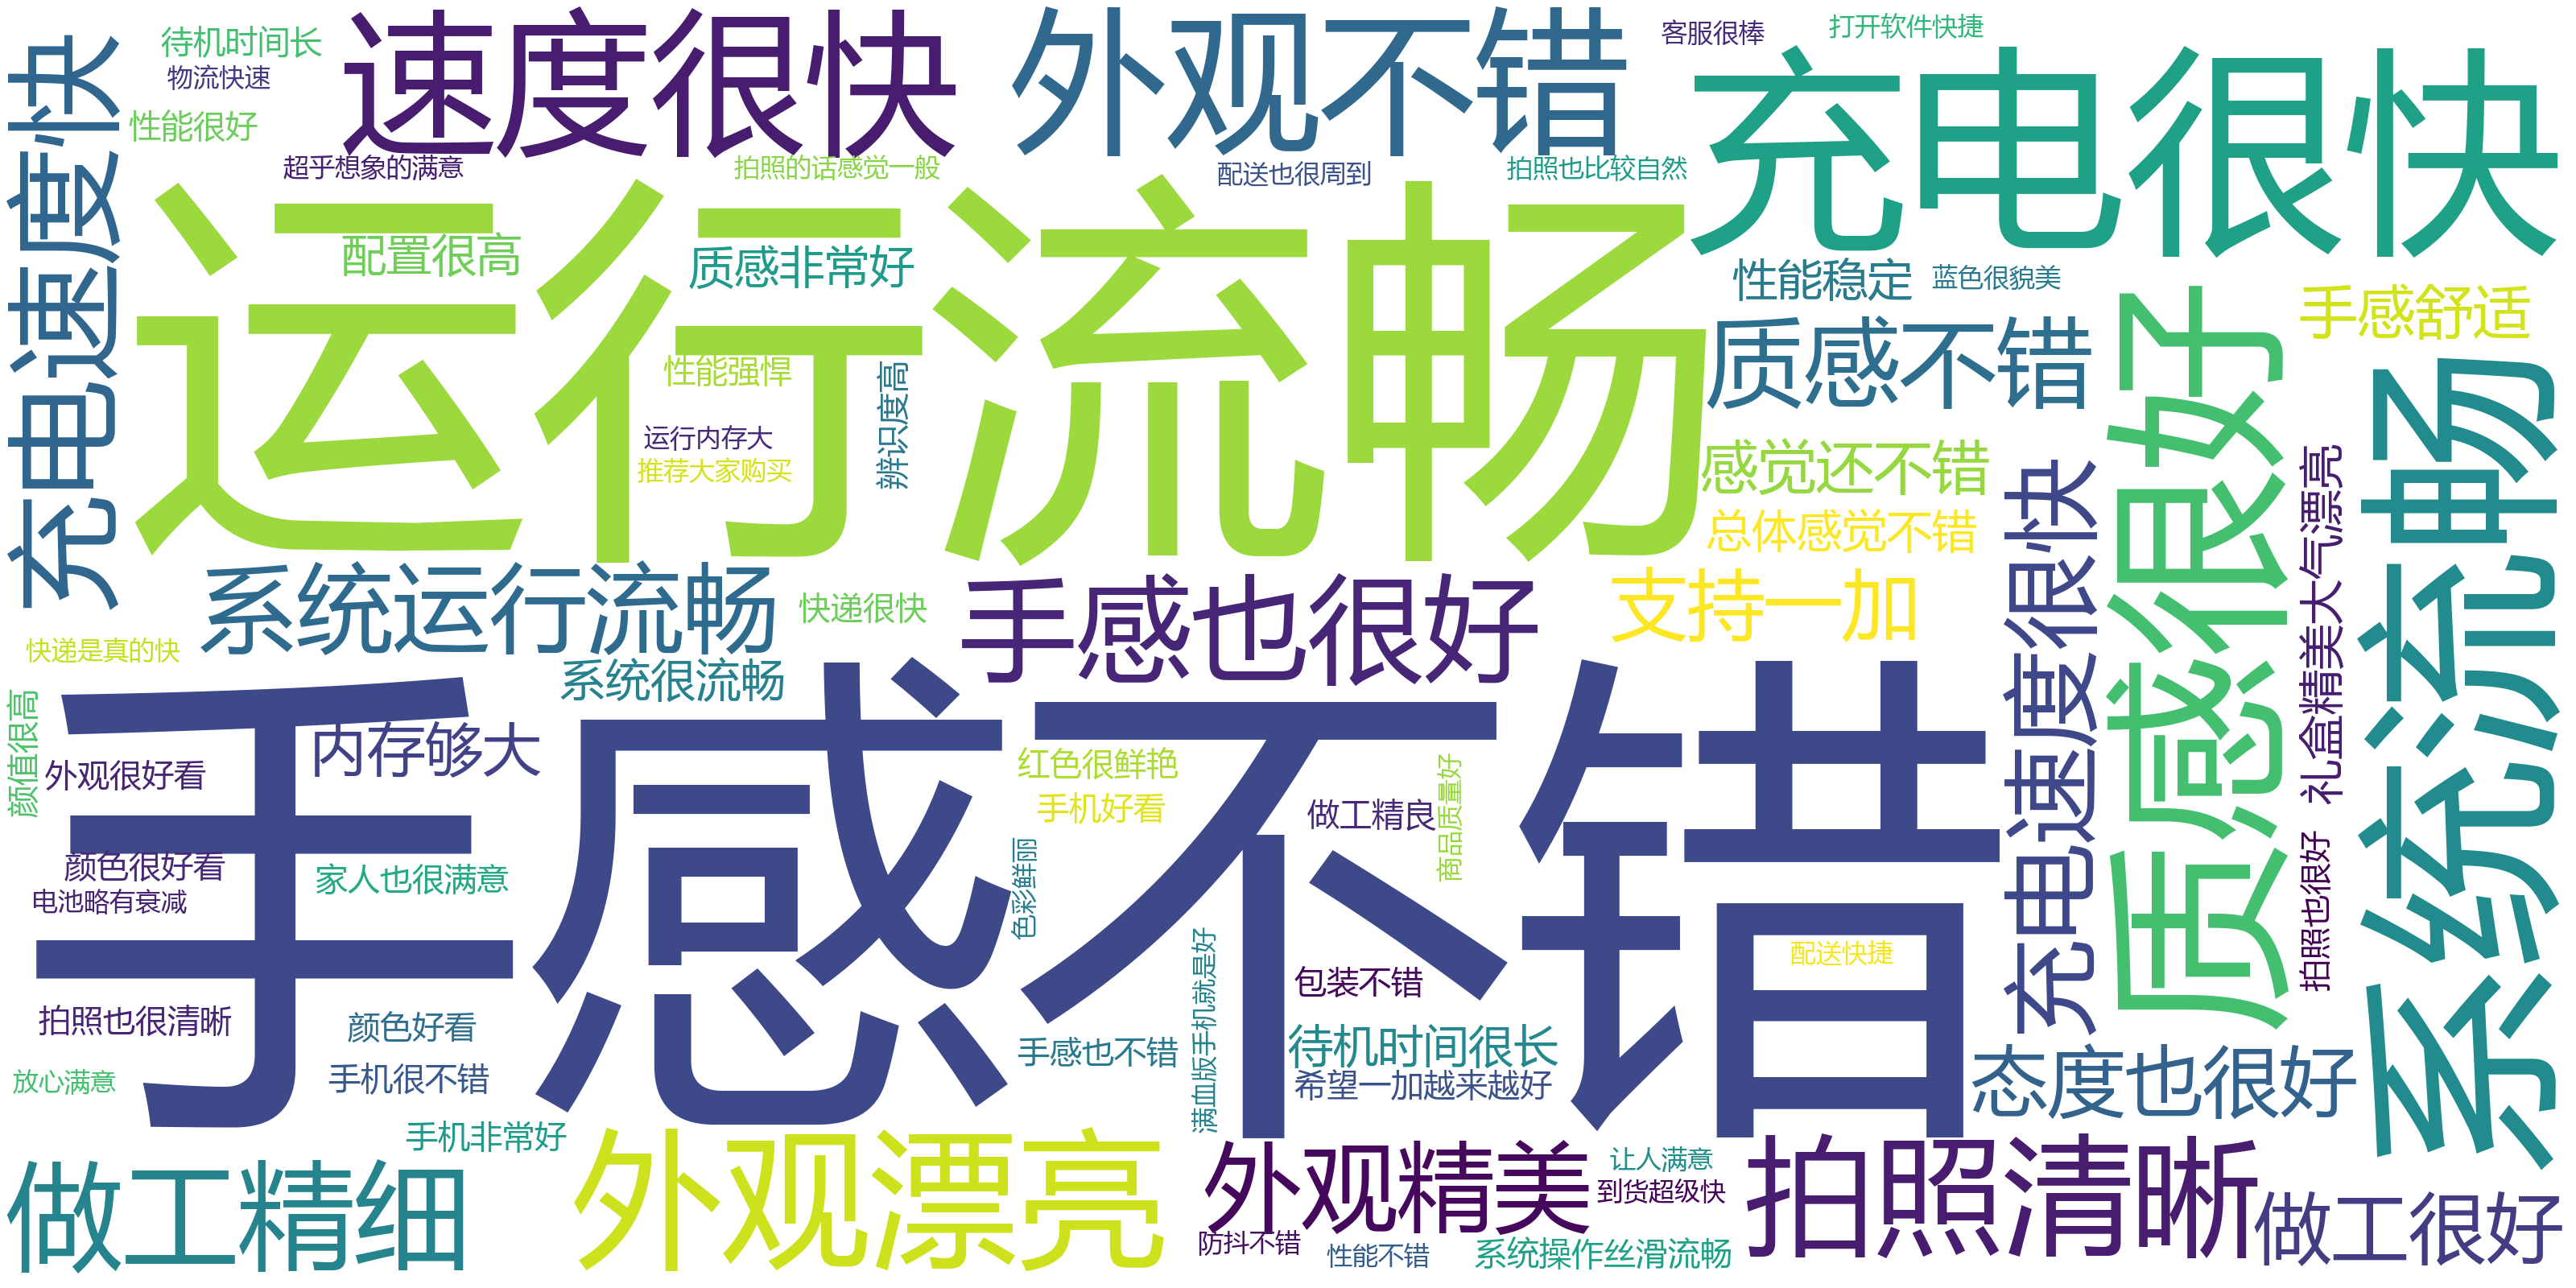 待机时间长
物流快速
性能很好
速度很快
外观不错
客服很棒
打开软件快捷
充电很快
充电速度快
超乎想象的满意
拍照的话感觉一般
配送也很周到
拍照也比较自然
运行流畅
配置很高
质感非常好
性能稳定
蓝色很貌美
手感舒适
质感不错
性能强悍
辨识度高
运行内存大
推荐大家购买
感觉还不错
总体感觉不错
充电速度很快
质感很好
礼盒精美大气漂亮
系统流畅
系统运行流畅
快递很快
手感也很好
支持一加
快递是真的快
系统很流畅
手感不错
颜值很高
外观很好看
内存够大
红色很鲜艳
手机好看
做工精良
商品质量好
颜色很好看
电池略有衰减
家人也很满意
色彩鲜丽
拍照也很好
满血版手机就是好
包装不错
配送快捷
拍照也很清晰
颜色好看
手感也不错
待机时间很长
希望一加越来越好
态度也很好
放心满意
手机很不错
手机非常好
做工精细
外观漂亮
外观精美
让人满意
到货超级快
拍照清晰
做工很好
防抖不错
性能不错
系统操作丝滑流畅